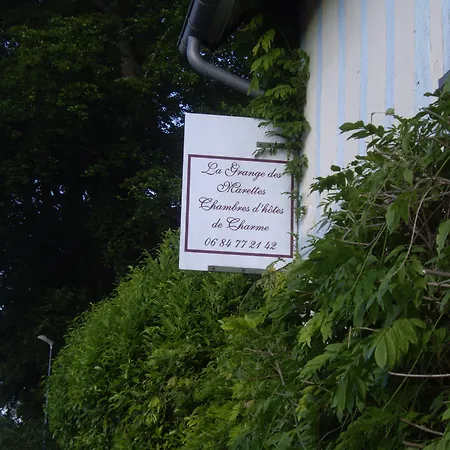 La Grange des
Marettes
Chambres d'hôtes
de Charme
06 84 77 21 42